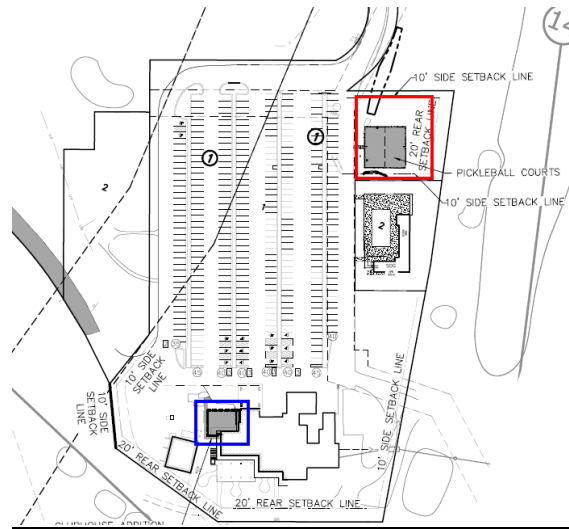 14
10' SIDE SETBACK LINE
20' REAR
SETBACK LINE
PICKLEBALL COURTS
10' SIDE SETBACK LINE
1
1
2
1
2
10' SIDE
SETBACK LINE
10' SIDE
SETBACK
LINE
20' REAR SETBACK LINE
10' SIDE SETBACK LINE
20' REAR SETBACK LINE
CLUBHOUSE ADDITION